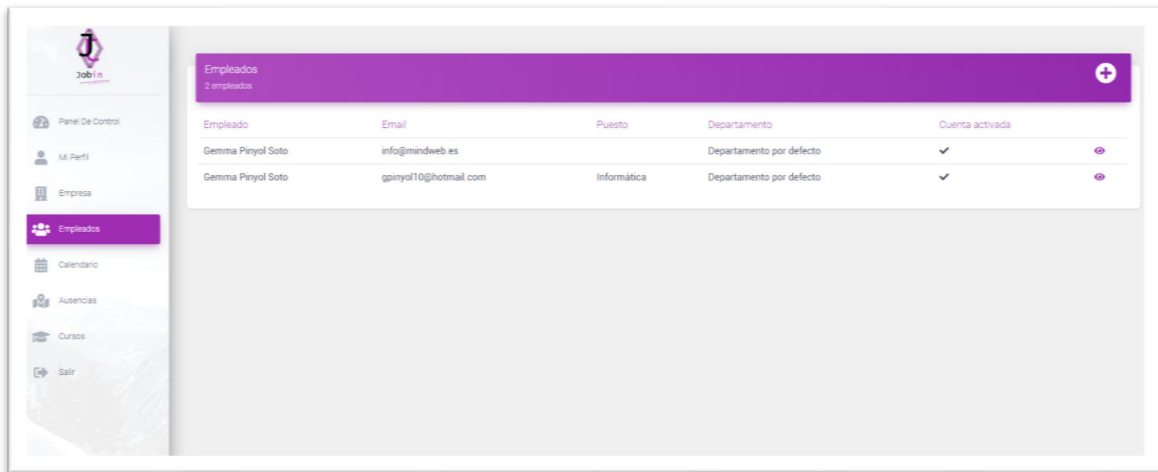 Jobin
Panel De Control
Mi Perfil
Empresa
Empleados
Calendario
Ausencias
Cursos
Salir
Empleados
2 empleados
Empleado Email Puesto Departamento Cuenta activada
Gemma Pinyol Soto info@mindweb.es Departamento por defecto
Gemma Pinyol Soto gpinyol10@hotmail.com Informática Departamento por defecto